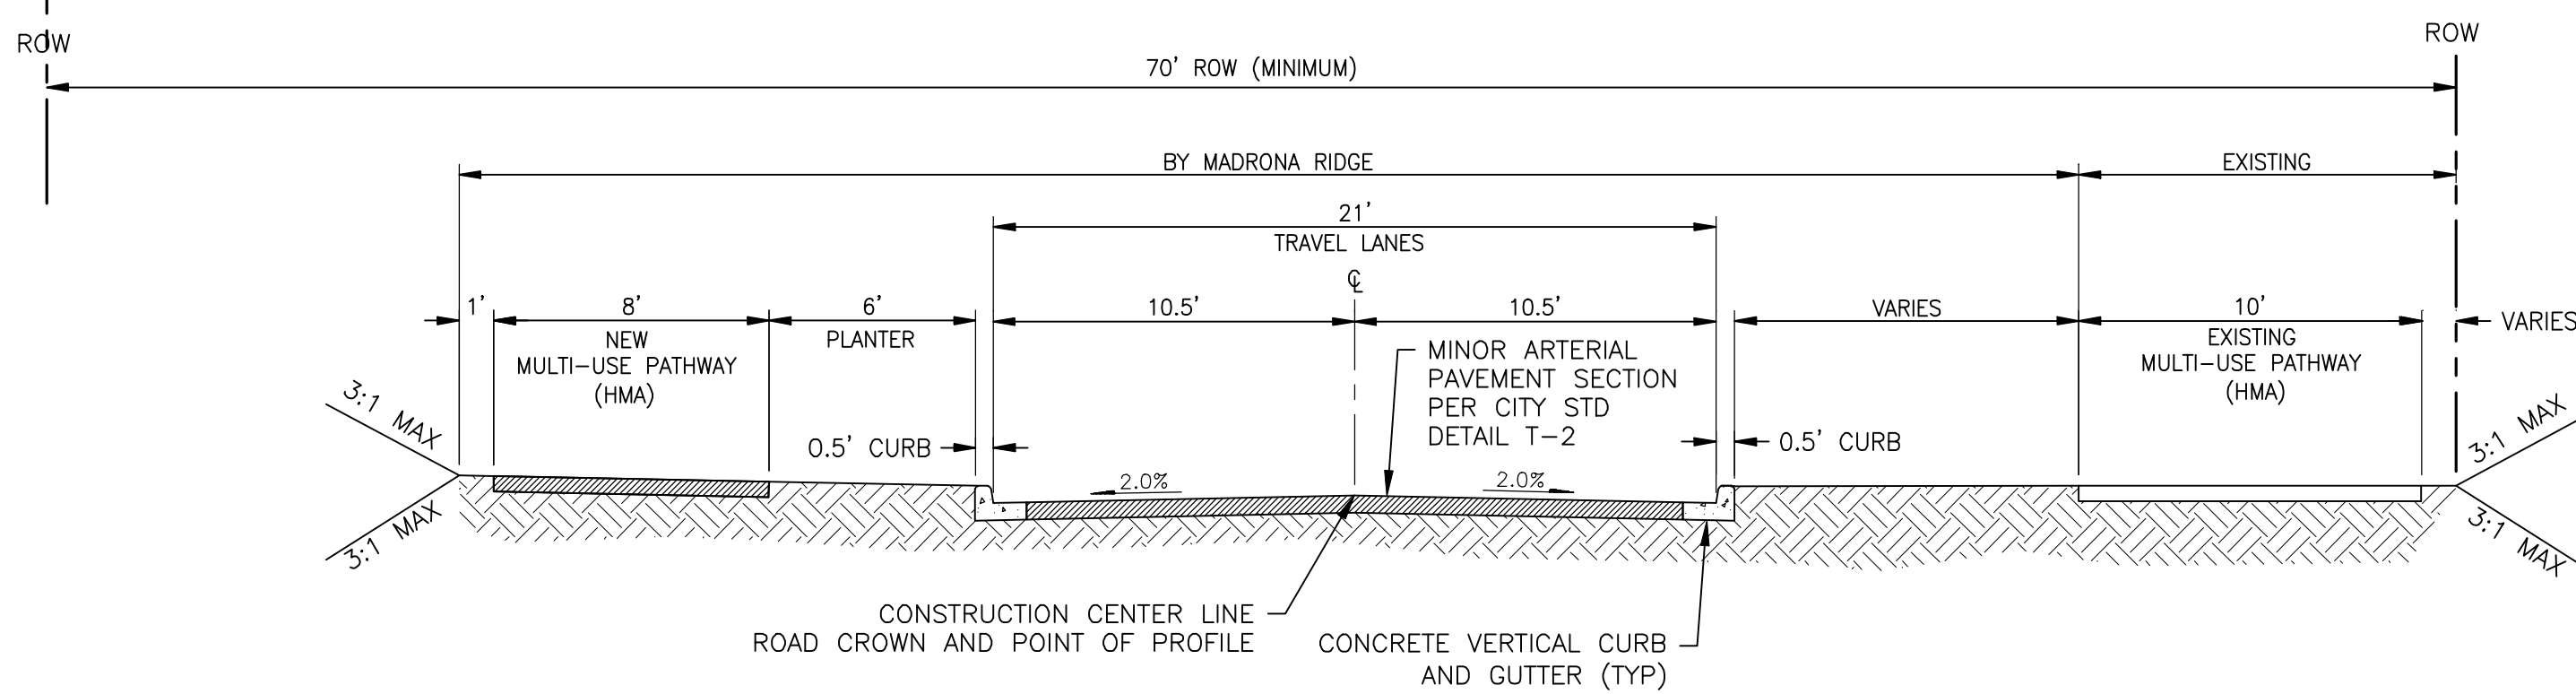 ROW
ROW
70' ROW (MINIMUM)
BY MADRONA RIDGE
EXISTING
21'
TRAVEL LANES
℄
1'
8'
6'
10.5'
10.5'
VARIES
10'
VARIES
NEW
MULTI-USE PATHWAY
(HMA)
PLANTER
EXISTING
MULTI-USE PATHWAY
(HMA)
MINOR ARTERIAL
PAVEMENT SECTION
PER CITY STD
DETAIL T-2
0.5' CURB
0.5' CURB
3:1 MAX
3:1 MAX
2.0%
2.0%
3:1 MAX
3:1 MAX
CONSTRUCTION CENTER LINE
ROAD CROWN AND POINT OF PROFILE
CONCRETE VERTICAL CURB
AND GUTTER (TYP)